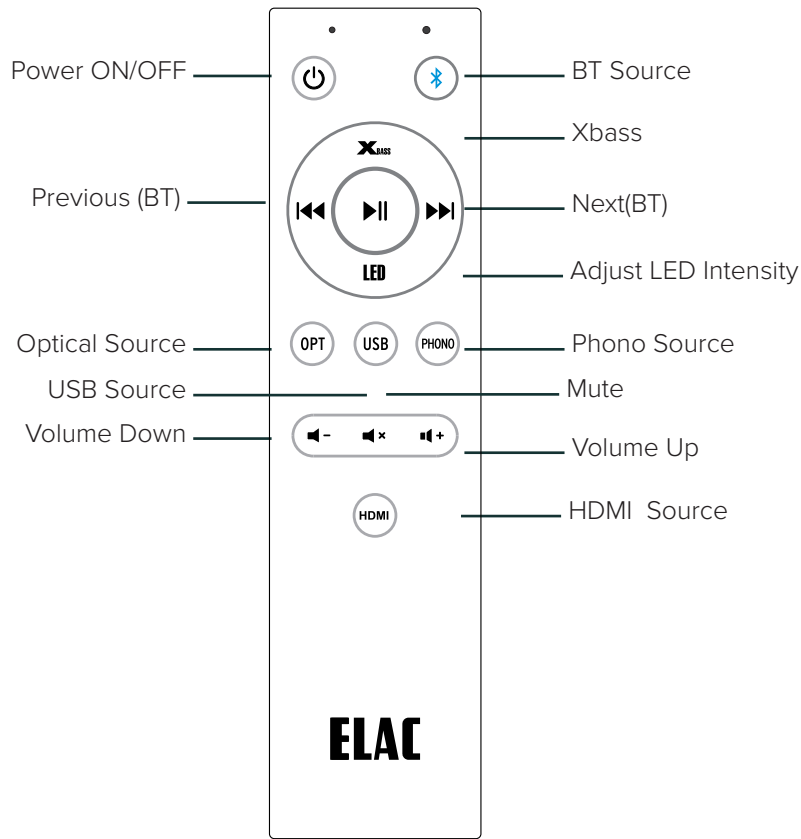 Power ON/OFF
BT Source
Xbass
XBASS
Previous (BT)
Next(BT)
LED
Adjust LED Intensity
Optical Source
OPT
USB
PHONO
Phono Source
USB Source
Mute
Volume Down
Volume Up
HDMI
HDMI Source
ELAC